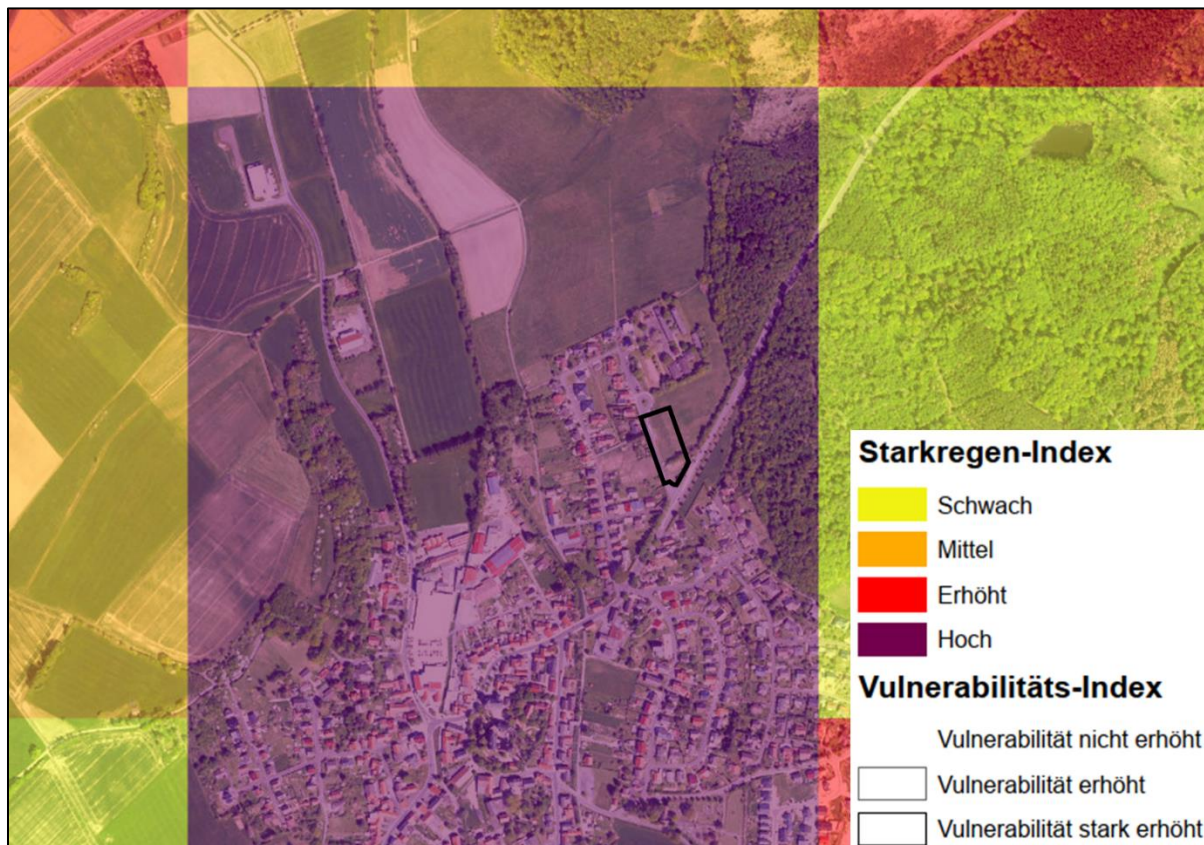 Starkregen-Index
Schwach
Mittel
Erhöht
Hoch
Vulnerabilitäts-Index
Vulnerabilität nicht erhöht
Vulnerabilität erhöht
Vulnerabilität stark erhöht